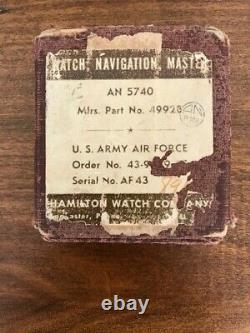 WATCH, NAVIGATION, MASTER
AN 5740
Mfrs. Part No. 49928
U. S. ARMY AIR FORCE
Order No. 43-9
Serial No. AF 43
HAMILTON WATCH COMPANY